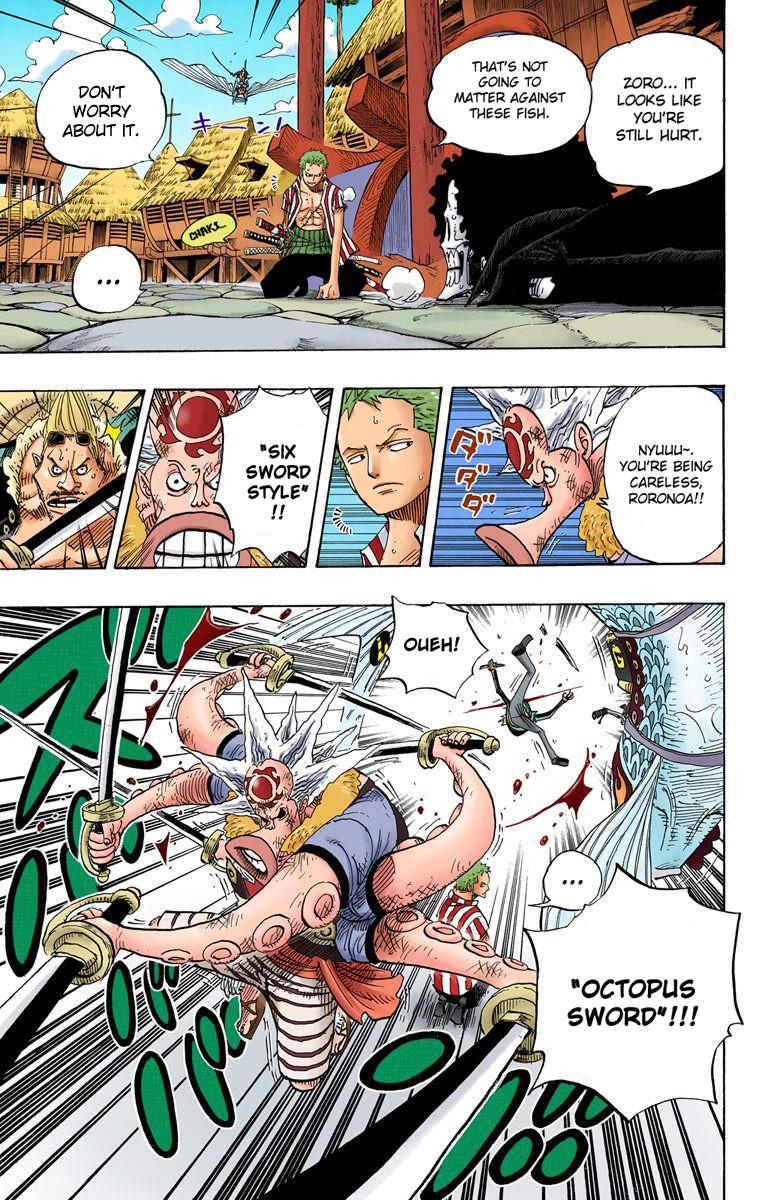 ZORO... IT
LOOKS LIKE
YOU'RE
STILL HURT.
THAT'S NOT
GOING TO
MATTER AGAINST
THESE FISH.
DON'T
WORRY
ABOUT IT.
キーン!
CHAK...
...
NYUUU~.
YOU'RE BEING
CARELESS,
RORONOA!!
ダダダ
"SIX
SWORD
STYLE"
!!
OUEH!
...
"OCTOPUS
SWORD"!!!